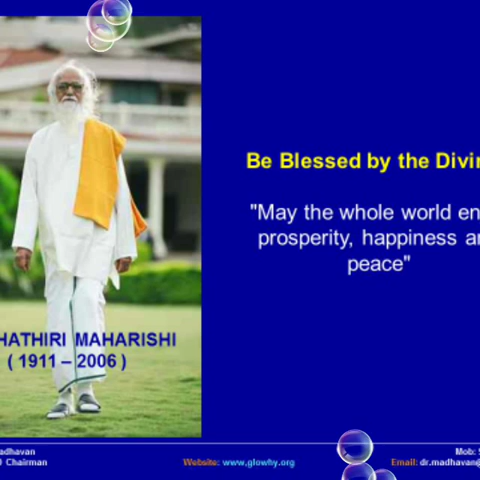 Be Blessed by the Divin
"May the whole world en
prosperity, happiness an
peace"
HATHIRI MAHARISHI
( 1911 – 2006 )
adhavan
Chairman
Mob:
Website: www.glowhy.org
Email: dr.madhavan@